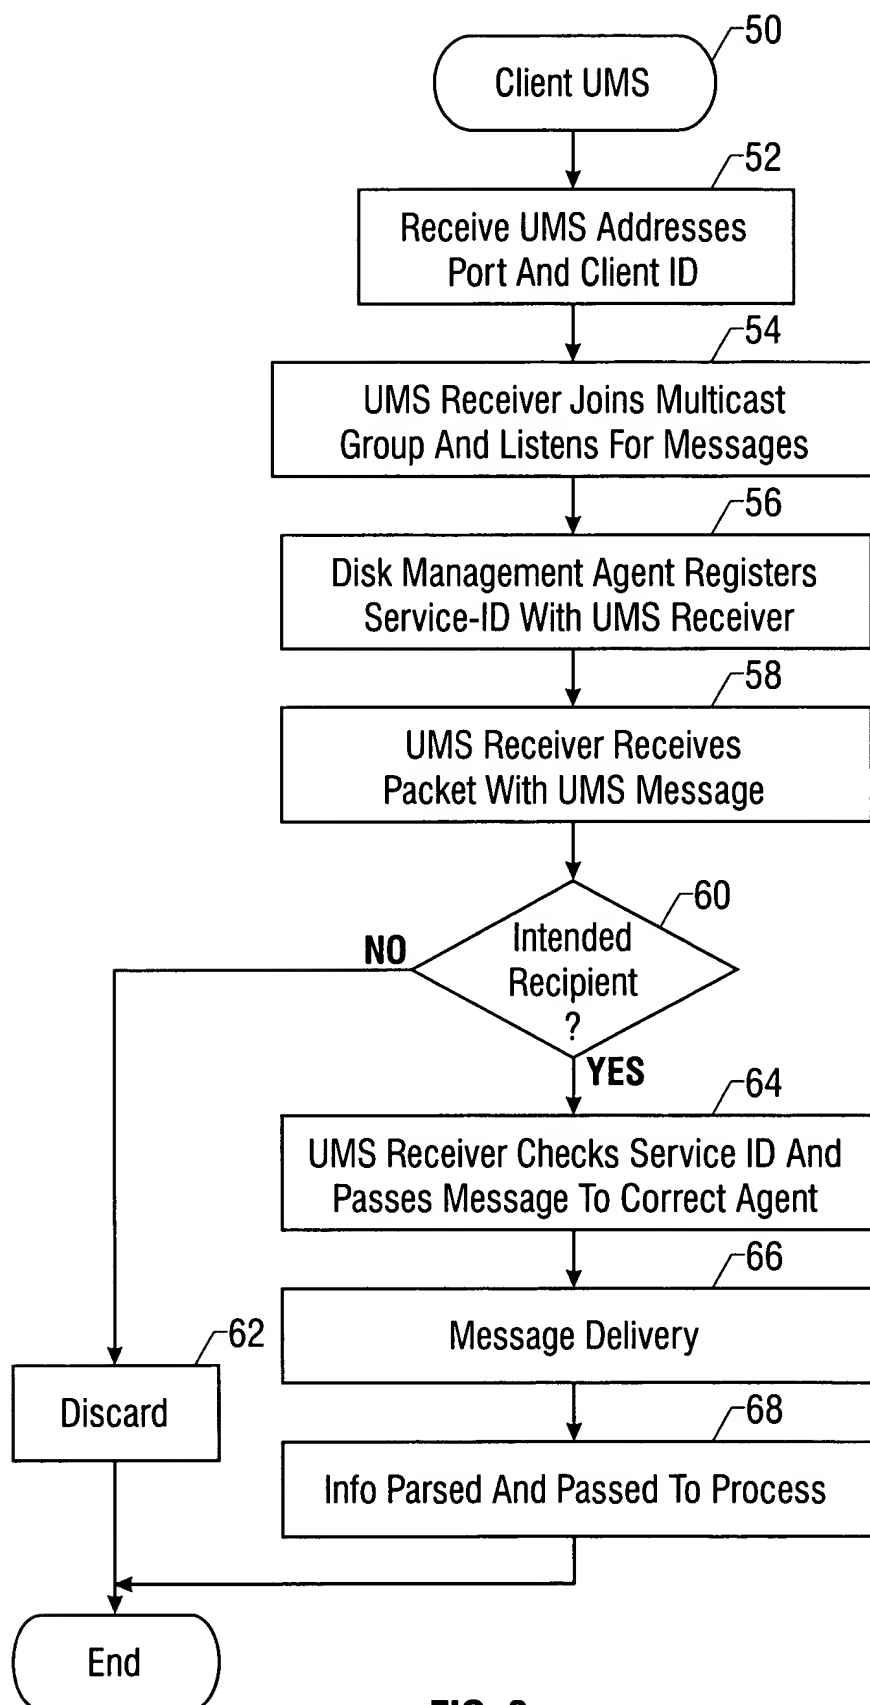 50
Client UMS
52
Receive UMS Addresses
Port And Client ID
54
UMS Receiver Joins Multicast
Group And Listens For Messages
56
Disk Management Agent Registers
Service-ID With UMS Receiver
58
UMS Receiver Receives
Packet With UMS Message
60
Intended
Recipient
?
NO
YES
64
UMS Receiver Checks Service ID And
Passes Message To Correct Agent
66
Message Delivery
62
Discard
68
Info Parsed And Passed To Process
End